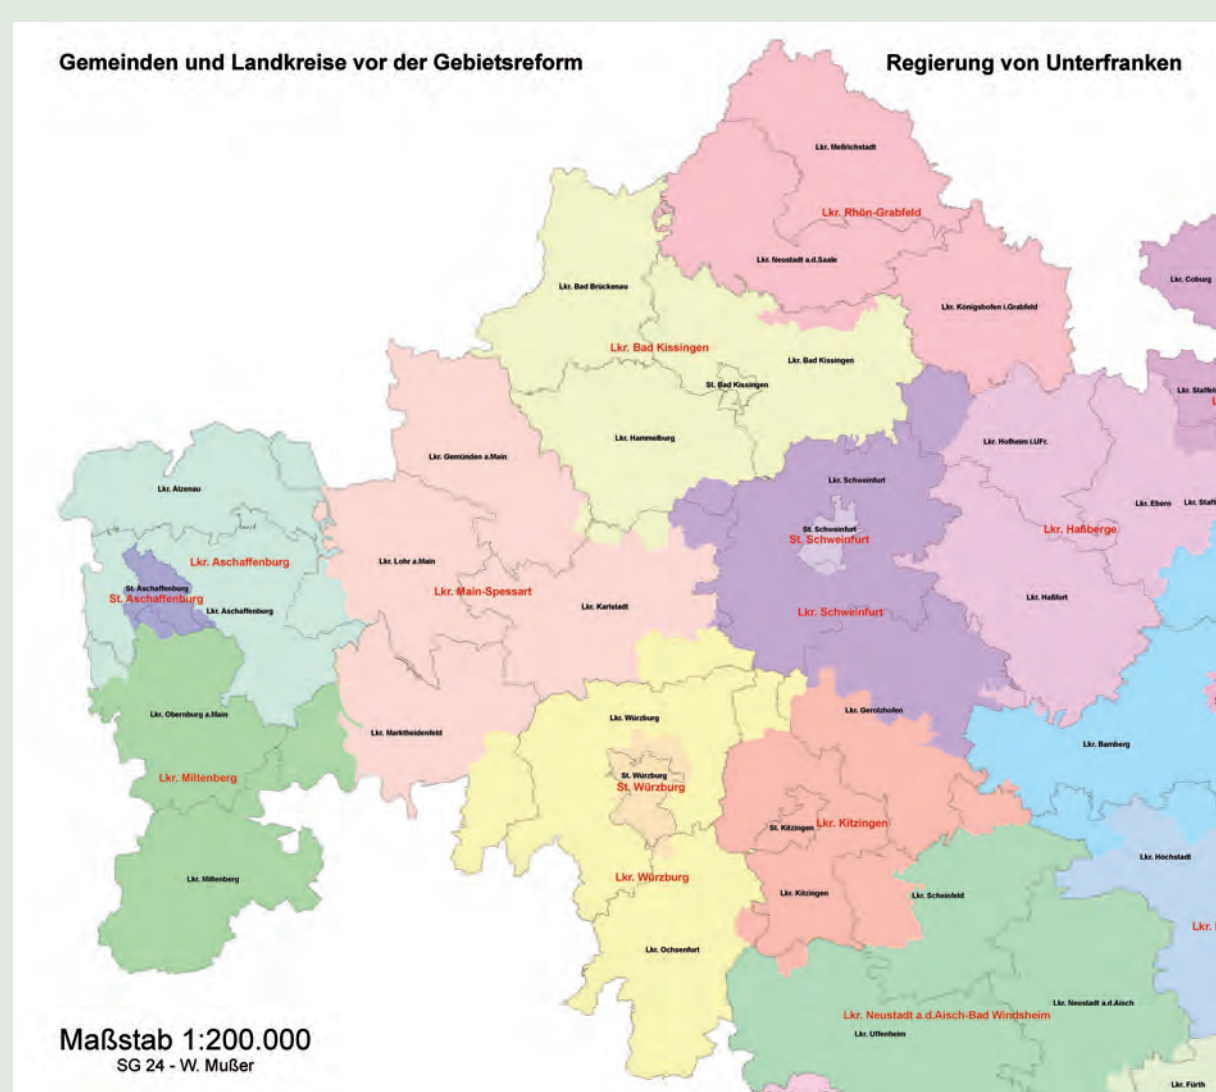 Gemeinden und Landkreise vor der Gebietsreform
Regierung von Unterfranken
Lkr. Mellrichstadt
Lkr. Rhön-Grabfeld
Lkr. Neustadt a.d.Saale
Lkr. Coburg
Lkr. Bad Brückenau
Lkr. Königshofen i.Grabfeld
Lkr. Bad Kissingen
Lkr. Bad Kissingen
St. Bad Kissingen
Lkr. Staffel
L
Lkr. Hammelburg
Lkr. Hofheim i.UFr.
Lkr. Gemünden a.Main
Lkr. Schweinfurt
Lkr. Alzenau
Lkr. Ebern
Lkr. Staff
St. Schweinfurt
Lkr. Haßberge
St. Schweinfurt
Lkr. Aschaffenburg
Lkr. Lohr a.Main
St. Aschaffenburg
Lkr. Main-Spessart
St. Aschaffenburg
Lkr. Haßfurt
Lkr. Aschaffenburg
Lkr. Karlstadt
Lkr. Schweinfurt
Lkr. Obernburg a.Main
Lkr. Würzburg
Lkr. Gerolzhofen
Lkr. Marktheidenfeld
Lkr. Bamberg
Lkr. Miltenberg
St. Würzburg
St. Würzburg
St. Kitzingen
Lkr. Kitzingen
Lkr. Höchstadt
Lkr. Miltenberg
Lkr. Würzburg
Lkr. Kitzingen
Lkr. Scheinfeld
Lkr.
Lkr. Ochsenfurt
Lkr. Neustadt a.d.Aisch
Lkr. Neustadt a.d.Aisch-Bad Windsheim
Lkr. Uffenheim
Maßstab 1:200.000
SG 24 - W. Mußer
Lkr. Fürth